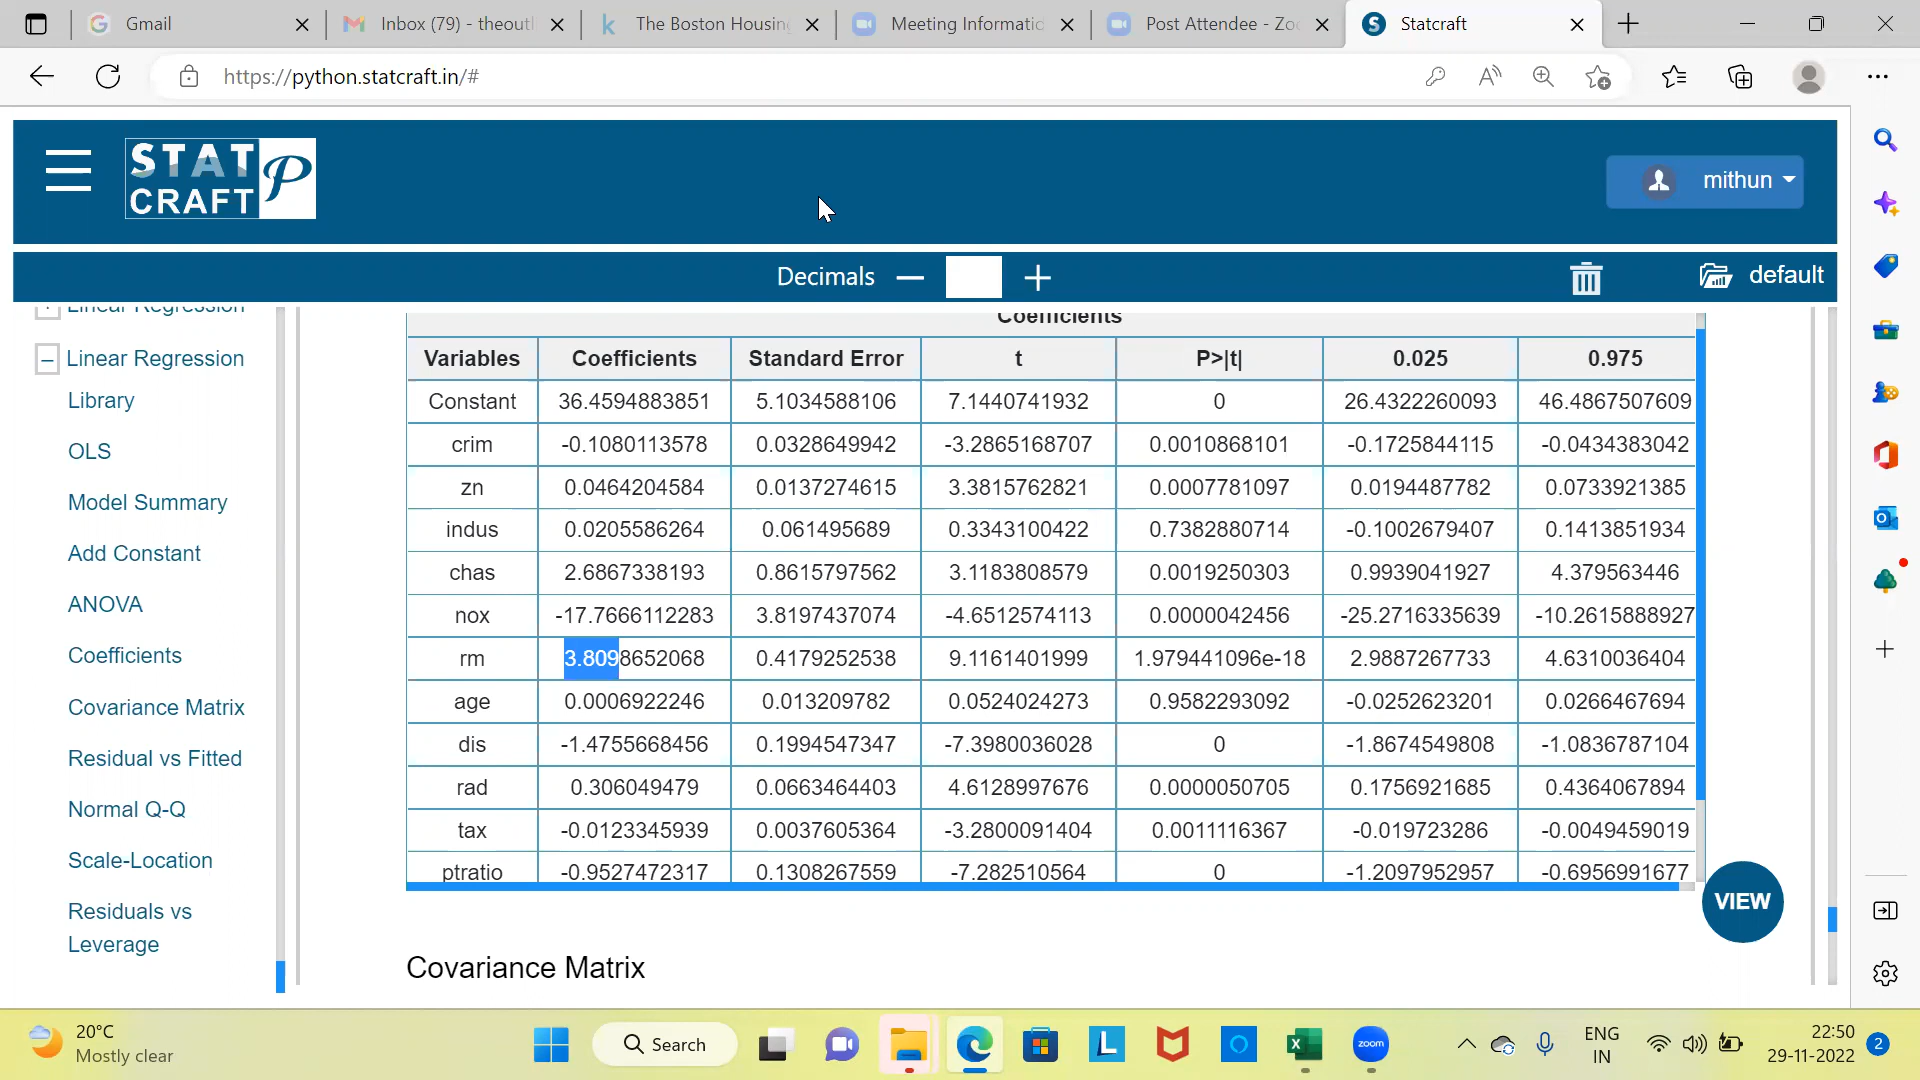 Gmail
Inbox (79) - theoutl
The Boston Housing
Meeting Informatio
Post Attendee - Zoo
Statcraft
https://python.statcraft.in/#
STAT
CRAFT
P
mithun
Decimals
default
Linear Regression
Linear Regression
Library
OLS
Model Summary
Add Constant
ANOVA
Coefficients
Covariance Matrix
Residual vs Fitted
Normal Q-Q
Scale-Location
Residuals vs
Leverage
Coefficients
Variables Coefficients Standard Error t P>|t| 0.025 0.975
Constant 36.4594883851 5.1034588106 7.1440741932 0 26.4322260093 46.4867507609
crim -0.1080113578 0.0328649942 -3.2865168707 0.0010868101 -0.1725844115 -0.0434383042
zn 0.0464204584 0.0137274615 3.3815762821 0.0007781097 0.0194487782 0.0733921385
indus 0.0205586264 0.061495689 0.3343100422 0.7382880714 -0.1002679407 0.1413851934
chas 2.6867338193 0.8615797562 3.1183808579 0.0019250303 0.9939041927 4.379563446
nox -17.7666112283 3.8197437074 -4.6512574113 0.0000042456 -25.2716335639 -10.2615888927
rm 3.8098652068 0.4179252538 9.1161401999 1.979441096e-18 2.9887267733 4.6310036404
age 0.0006922246 0.013209782 0.0524024273 0.9582293092 -0.0252623201 0.0266467694
dis -1.4755668456 0.1994547347 -7.3980036028 0 -1.8674549808 -1.0836787104
rad 0.306049479 0.0663464403 4.6128997676 0.0000050705 0.1756921685 0.4364067894
tax -0.0123345939 0.0037605364 -3.2800091404 0.0011116367 -0.019723286 -0.0049459019
ptratio -0.9527472317 0.1308267559 -7.282510564 0 -1.2097952957 -0.6956991677
VIEW
Covariance Matrix
20°C
Mostly clear
Search
zoom
ENG
IN
22:50
29-11-2022
2